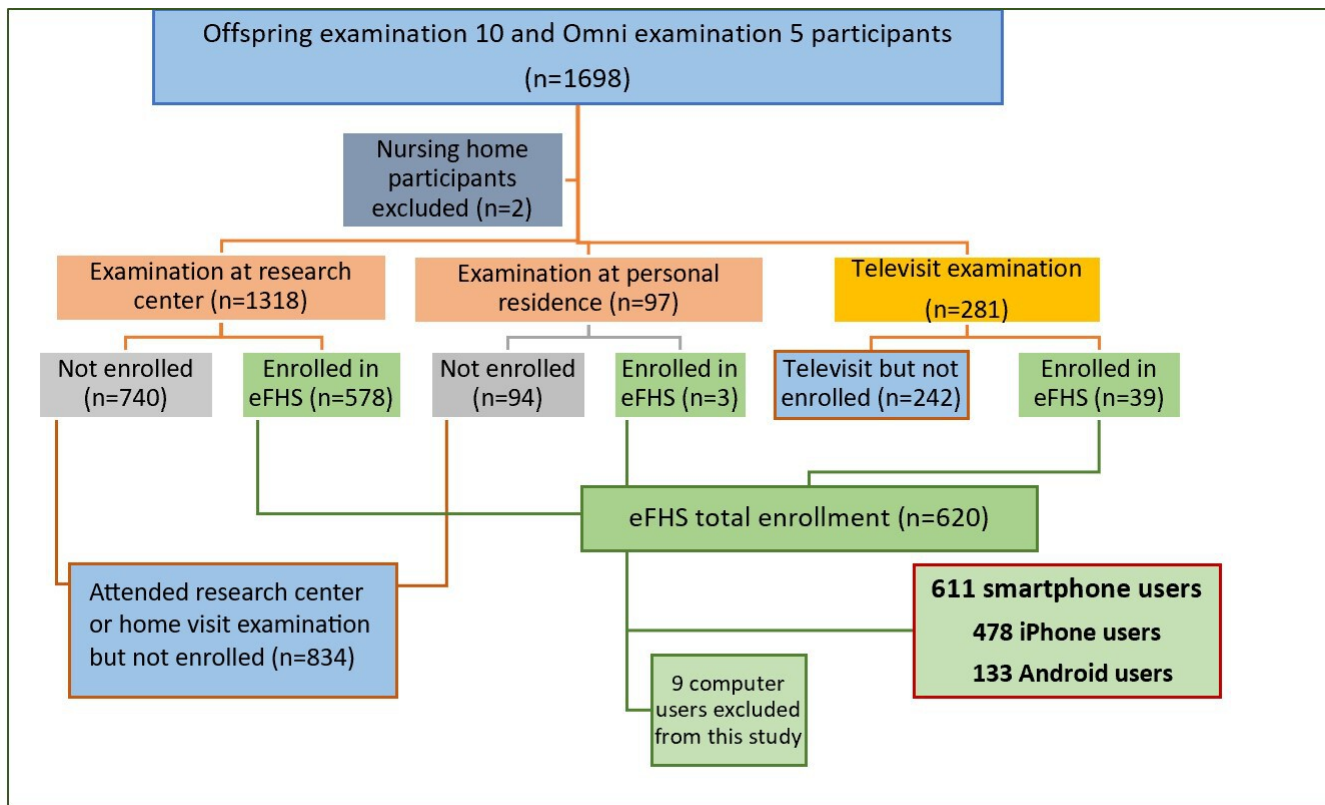 Offspring examination 10 and Omni examination 5 participants
(n=1698)
Nursing home
participants
excluded (n=2)
Examination at research
center (n=1318)
Examination at personal
residence (n=97)
Televisit examination
(n=281)
Not enrolled
(n=740)
Enrolled in
eFHS (n=578)
Not enrolled
(n=94)
Enrolled in
eFHS (n=3)
Televisit but not
enrolled (n=242)
Enrolled in
eFHS (n=39)
eFHS total enrollment (n=620)
Attended research center
or home visit examination
but not enrolled (n=834)
611 smartphone users
478 iPhone users
133 Android users
9 computer
users excluded
from this study